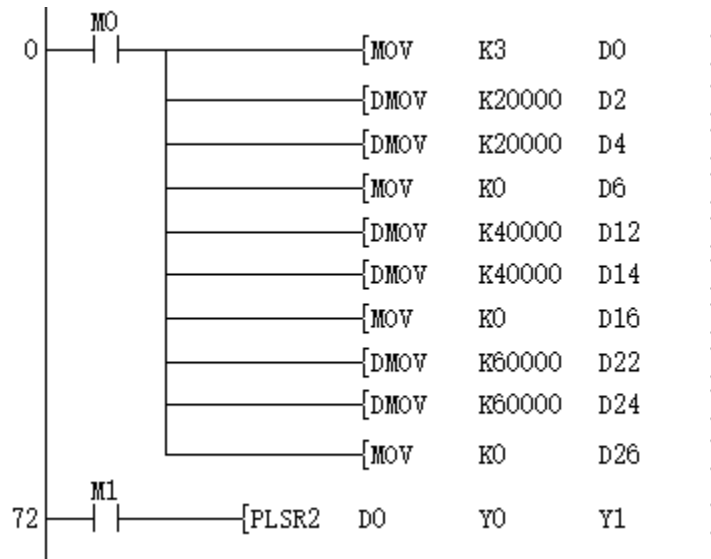 M0
0 [MOV K3 D0
[DMOV K20000 D2
[DMOV K20000 D4
[MOV K0 D6
[DMOV K40000 D12
[DMOV K40000 D14
[MOV K0 D16
[DMOV K60000 D22
[DMOV K60000 D24
[MOV K0 D26
M1
72 [PLSR2 D0 Y0 Y1